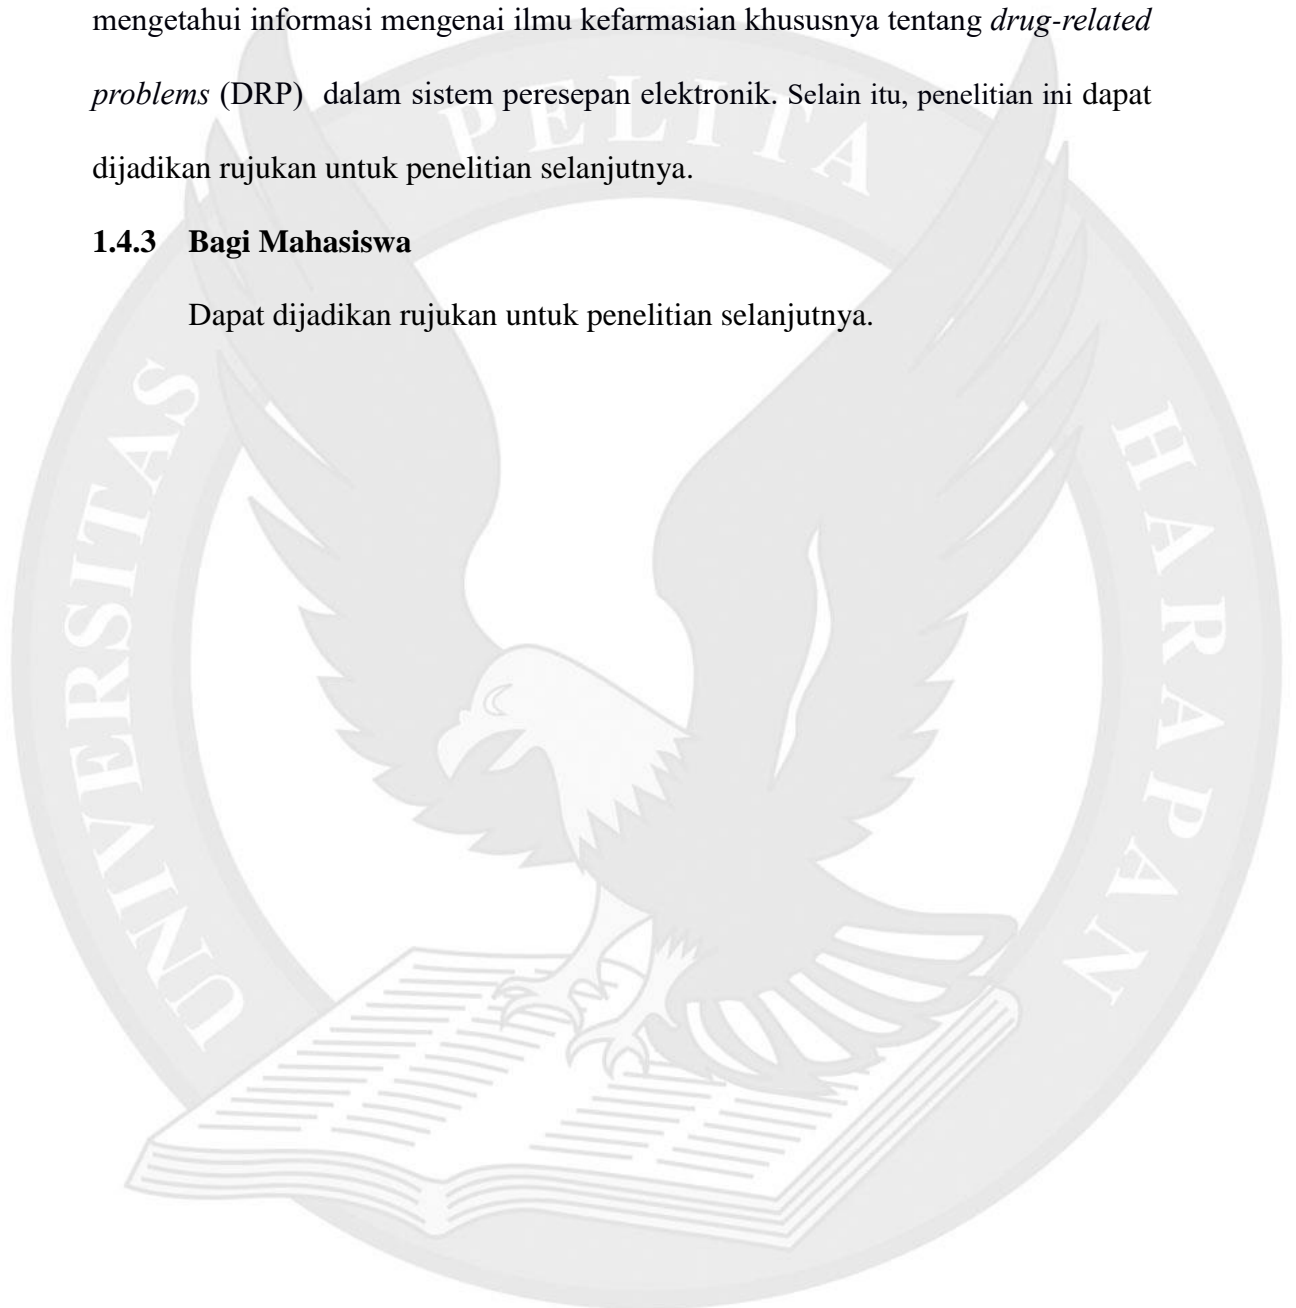 mengetahui informasi mengenai ilmu kefarmasian khususnya tentang drug-related
problems (DRP) dalam sistem peresepan elektronik. Selain itu, penelitian ini dapat
dijadikan rujukan untuk penelitian selanjutnya.
1.4.3 Bagi Mahasiswa
Dapat dijadikan rujukan untuk penelitian selanjutnya.
UNIVERSITAS PELITA HARAPAN